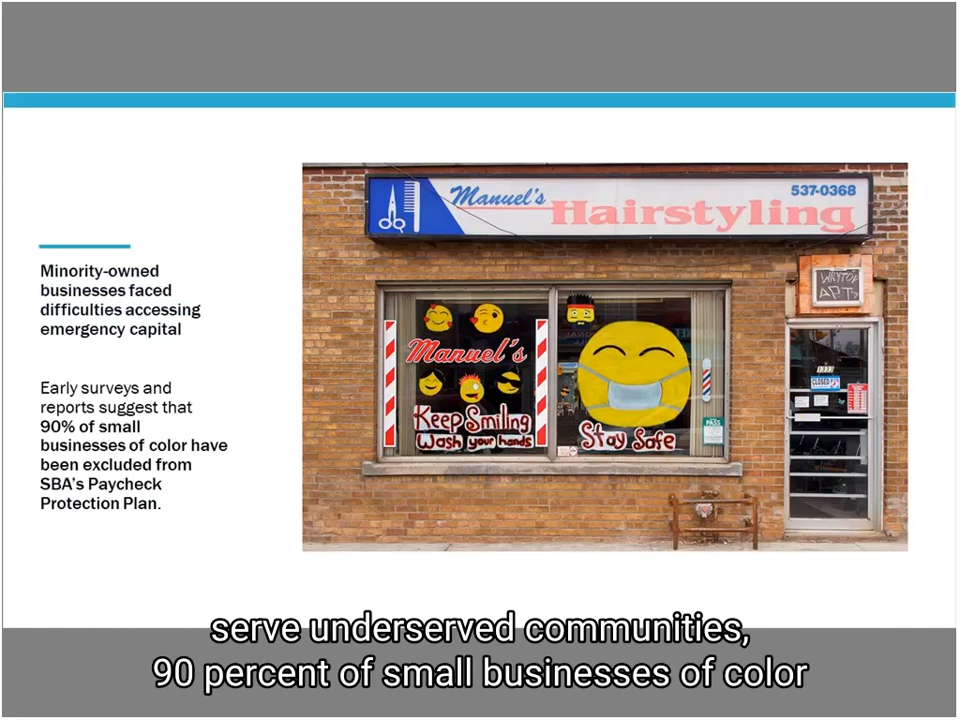 Minority-owned
businesses faced
difficulties accessing
emergency capital
Early surveys and
reports suggest that
90% of small
businesses of color have
been excluded from
SBA's Paycheck
Protection Plan.
Manuel's
Hairstyling
537-0368
Manuel's
Keep Smiling
Wash your hands
Stay Safe
1333
CLOSED
PASS
serve underserved communities,
90 percent of small businesses of color